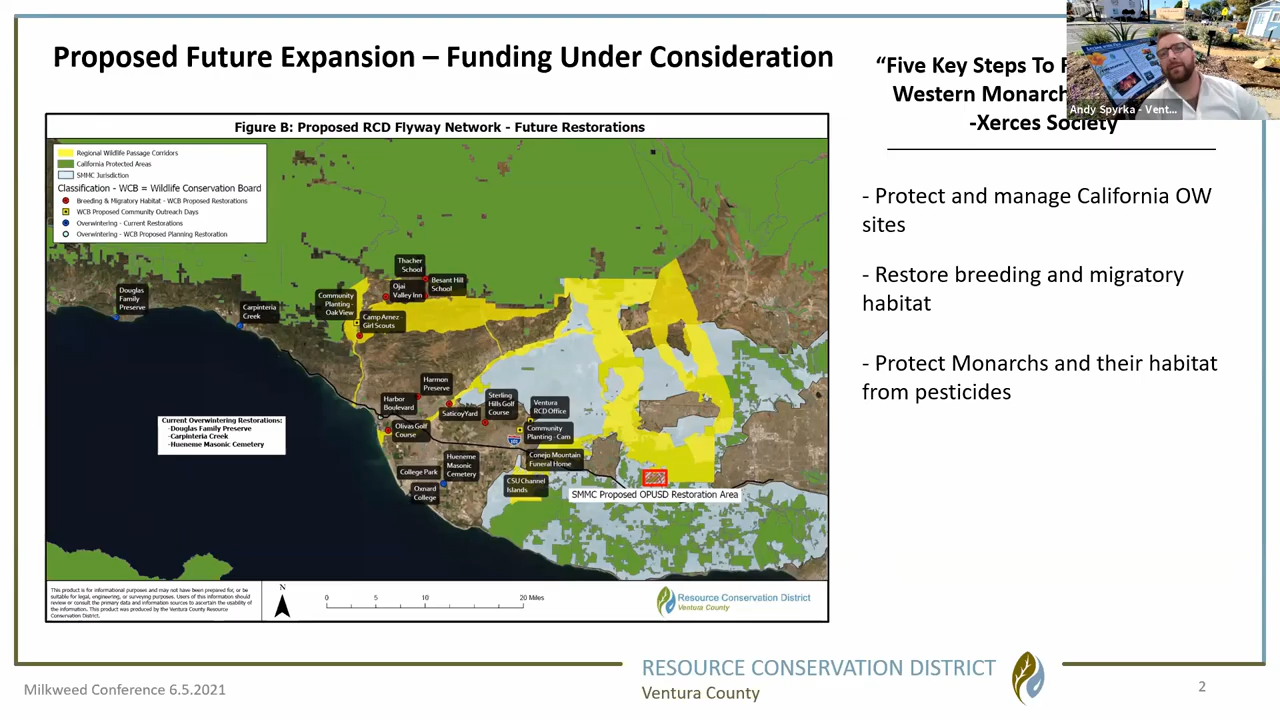 Proposed Future Expansion – Funding Under Consideration
Figure B: Proposed RCD Flyway Network - Future Restorations
Regional Wildlife Passage Corridors
California Protected Areas
SMMC Jurisdiction
Classification - WCB = Wildlife Conservation Board
Breeding & Migratory Habitat - WCB Proposed Restorations
WCB Proposed Community Outreach Days
Overwintering - Current Restorations
Overwintering - WCB Proposed Planning Restoration
Douglas
Family
Preserve
Carpinteria
Creek
Community
Planting -
Oak View
Thacher
School
Ojai
Valley Inn
Besant Hill
School
Camp Arnez -
Girl Scouts
Harmon
Preserve
Harbor
Boulevard
Saticoy Yard
Sterling
Hills Golf
Course
Ventura
RCD Office
Olivas Golf
Course
101
Community
Planting - Cam
Conejo Mountain
Funeral Home
College Park
Hueneme
Masonic
Cemetery
Oxnard
College
CSU Channel
Islands
SMMC Proposed OPUSD Restoration Area
Current Overwintering Restorations:
-Douglas Family Preserve
-Carpinteria Creek
-Hueneme Masonic Cemetery
This product is for informational purposes and may not have been prepared for, or be
suitable for legal, engineering, or surveying purposes. Users of this information should
review or consult the primary data and information sources to ascertain the usability of
the information. This product was produced by the Ventura County Resource
Conservation District.
N
0 5 10 20 Miles
Resource Conservation District
Ventura County
“Five Key Steps To
Western Monarch
-Xerces Society
Andy Spyrka - Vent...
- Protect and manage California OW
sites
- Restore breeding and migratory
habitat
- Protect Monarchs and their habitat
from pesticides
Milkweed Conference 6.5.2021
RESOURCE CONSERVATION DISTRICT
Ventura County
2